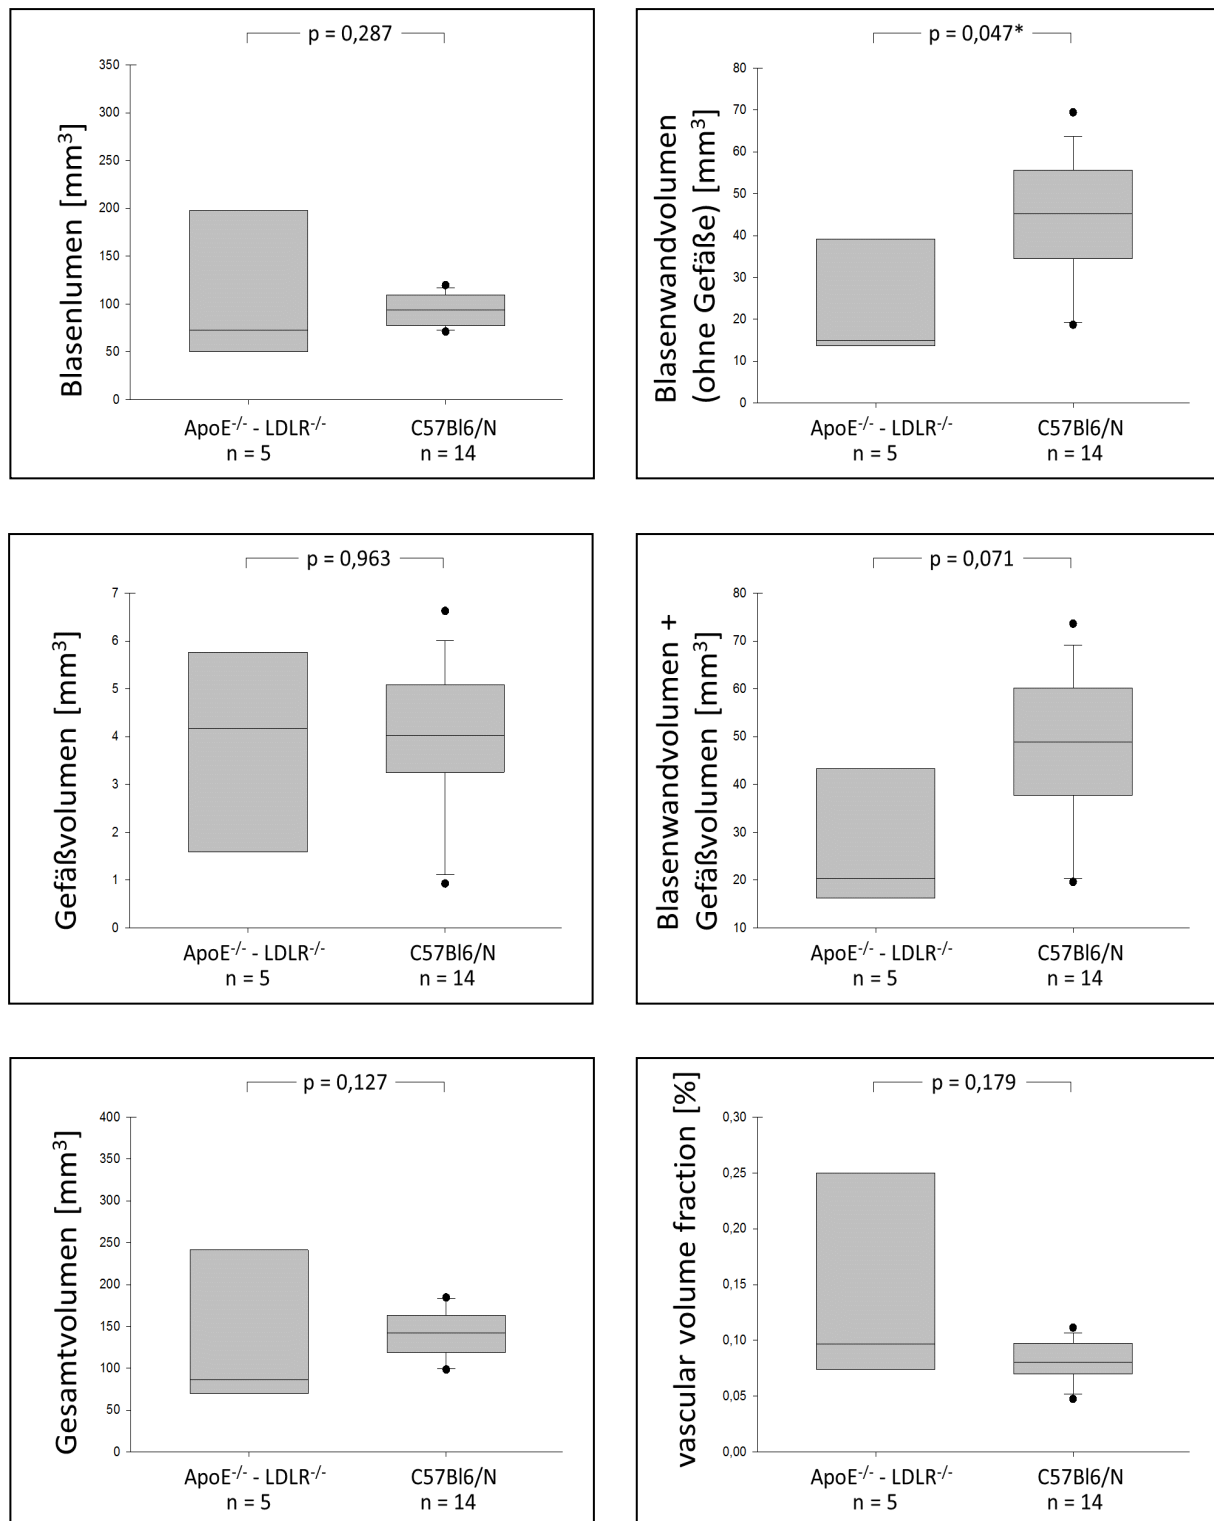 p = 0,287
Blasenlumen [mm³]
350
300
250
200
150
100
50
0
ApoE⁻/⁻ - LDLR⁻/⁻
n = 5
C57Bl6/N
n = 14
p = 0,047*
Blasenwandvolumen
(ohne Gefäße) [mm³]
80
70
60
50
40
30
20
10
0
ApoE⁻/⁻ - LDLR⁻/⁻
n = 5
C57Bl6/N
n = 14
p = 0,963
Gefäßvolumen [mm³]
7
6
5
4
3
2
1
0
ApoE⁻/⁻ - LDLR⁻/⁻
n = 5
C57Bl6/N
n = 14
p = 0,071
Blasenwandvolumen +
Gefäßvolumen [mm³]
80
70
60
50
40
30
20
10
ApoE⁻/⁻ - LDLR⁻/⁻
n = 5
C57Bl6/N
n = 14
p = 0,127
Gesamtvolumen [mm³]
400
350
300
250
200
150
100
50
0
ApoE⁻/⁻ - LDLR⁻/⁻
n = 5
C57Bl6/N
n = 14
p = 0,179
vascular volume fraction [%]
0,30
0,25
0,20
0,15
0,10
0,05
0,00
ApoE⁻/⁻ - LDLR⁻/⁻
n = 5
C57Bl6/N
n = 14